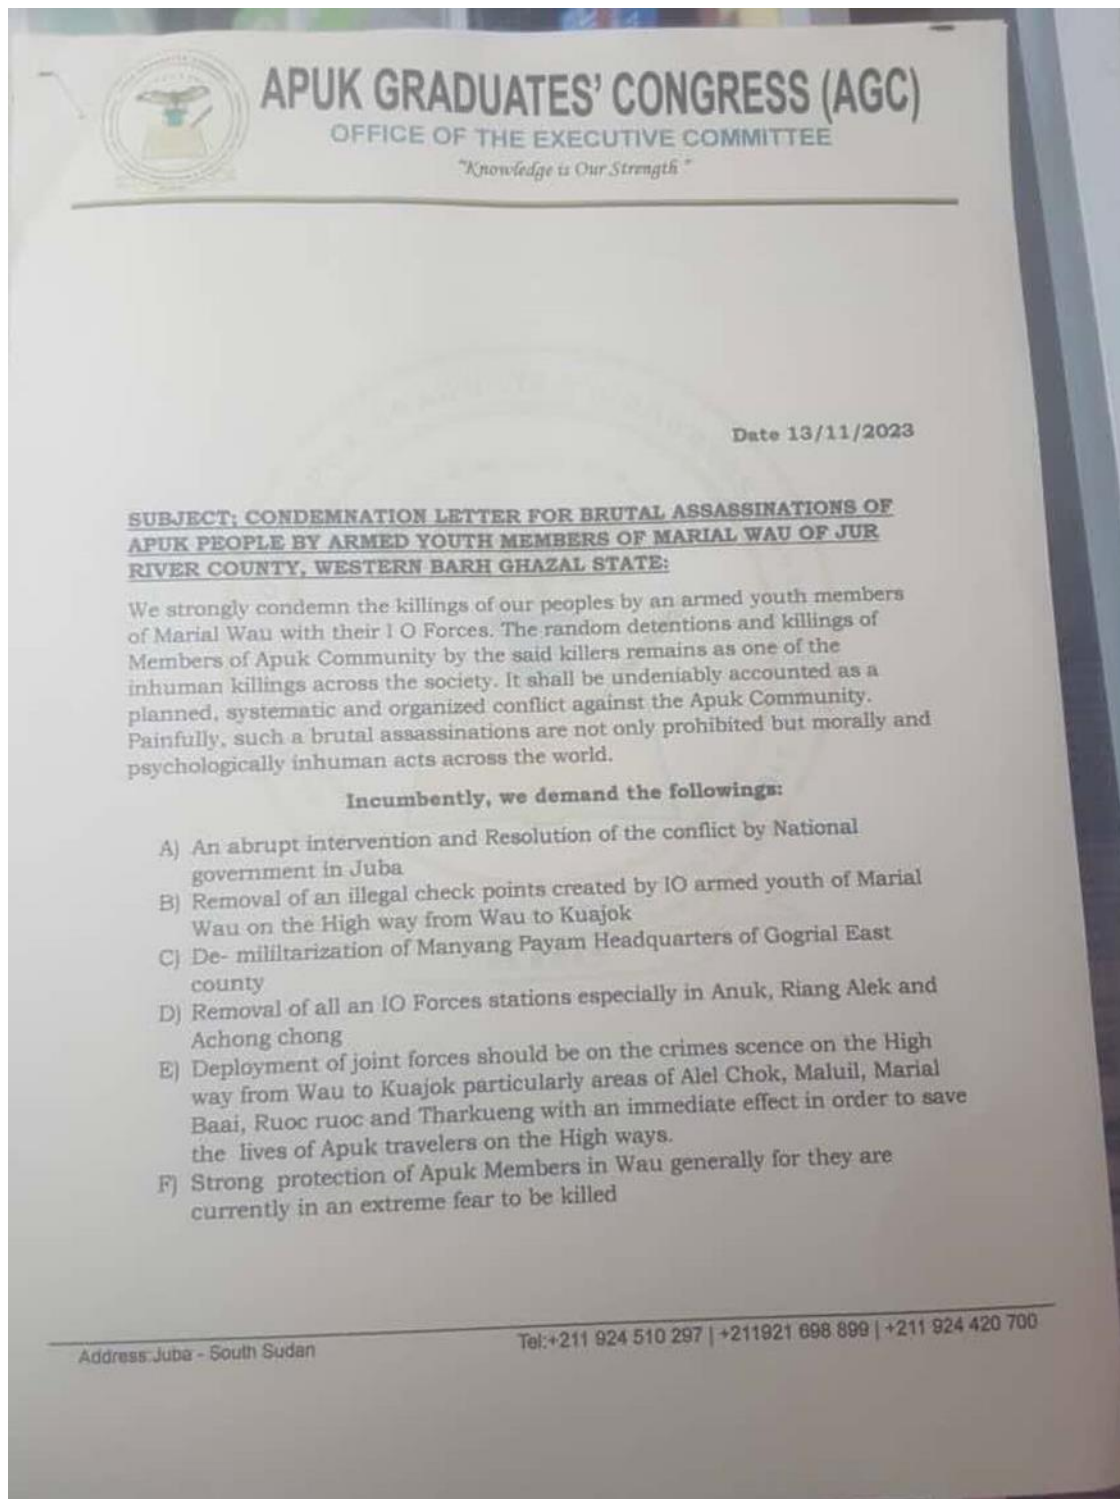 APUK GRADUATES' CONGRESS (AGC)
OFFICE OF THE EXECUTIVE COMMITTEE
"Knowledge is Our Strength"
Date 13/11/2023
SUBJECT; CONDEMNATION LETTER FOR BRUTAL ASSASSINATIONS OF
APUK PEOPLE BY ARMED YOUTH MEMBERS OF MARIAL WAU OF JUR
RIVER COUNTY, WESTERN BARH GHAZAL STATE:
We strongly condemn the killings of our peoples by an armed youth members
of Marial Wau with their I O Forces. The random detentions and killings of
Members of Apuk Community by the said killers remains as one of the
inhuman killings across the society. It shall be undeniably accounted as a
planned, systematic and organized conflict against the Apuk Community.
Painfully, such a brutal assassinations are not only prohibited but morally and
psychologically inhuman acts across the world.
Incumbently, we demand the followings:
A) An abrupt intervention and Resolution of the conflict by National
government in Juba
B) Removal of an illegal check points created by IO armed youth of Marial
Wau on the High way from Wau to Kuajok
C) De- mililtarization of Manyang Payam Headquarters of Gogrial East
county
D) Removal of all an IO Forces stations especially in Anuk, Riang Alek and
Achong chong
E) Deployment of joint forces should be on the crimes scence on the High
way from Wau to Kuajok particularly areas of Alel Chok, Maluil, Marial
Baai, Ruoc ruoc and Tharkueng with an immediate effect in order to save
the lives of Apuk travelers on the High ways.
F) Strong protection of Apuk Members in Wau generally for they are
currently in an extreme fear to be killed
Address:Juba - South Sudan
Tel:+211 924 510 297 | +211921 698 899 | +211 924 420 700